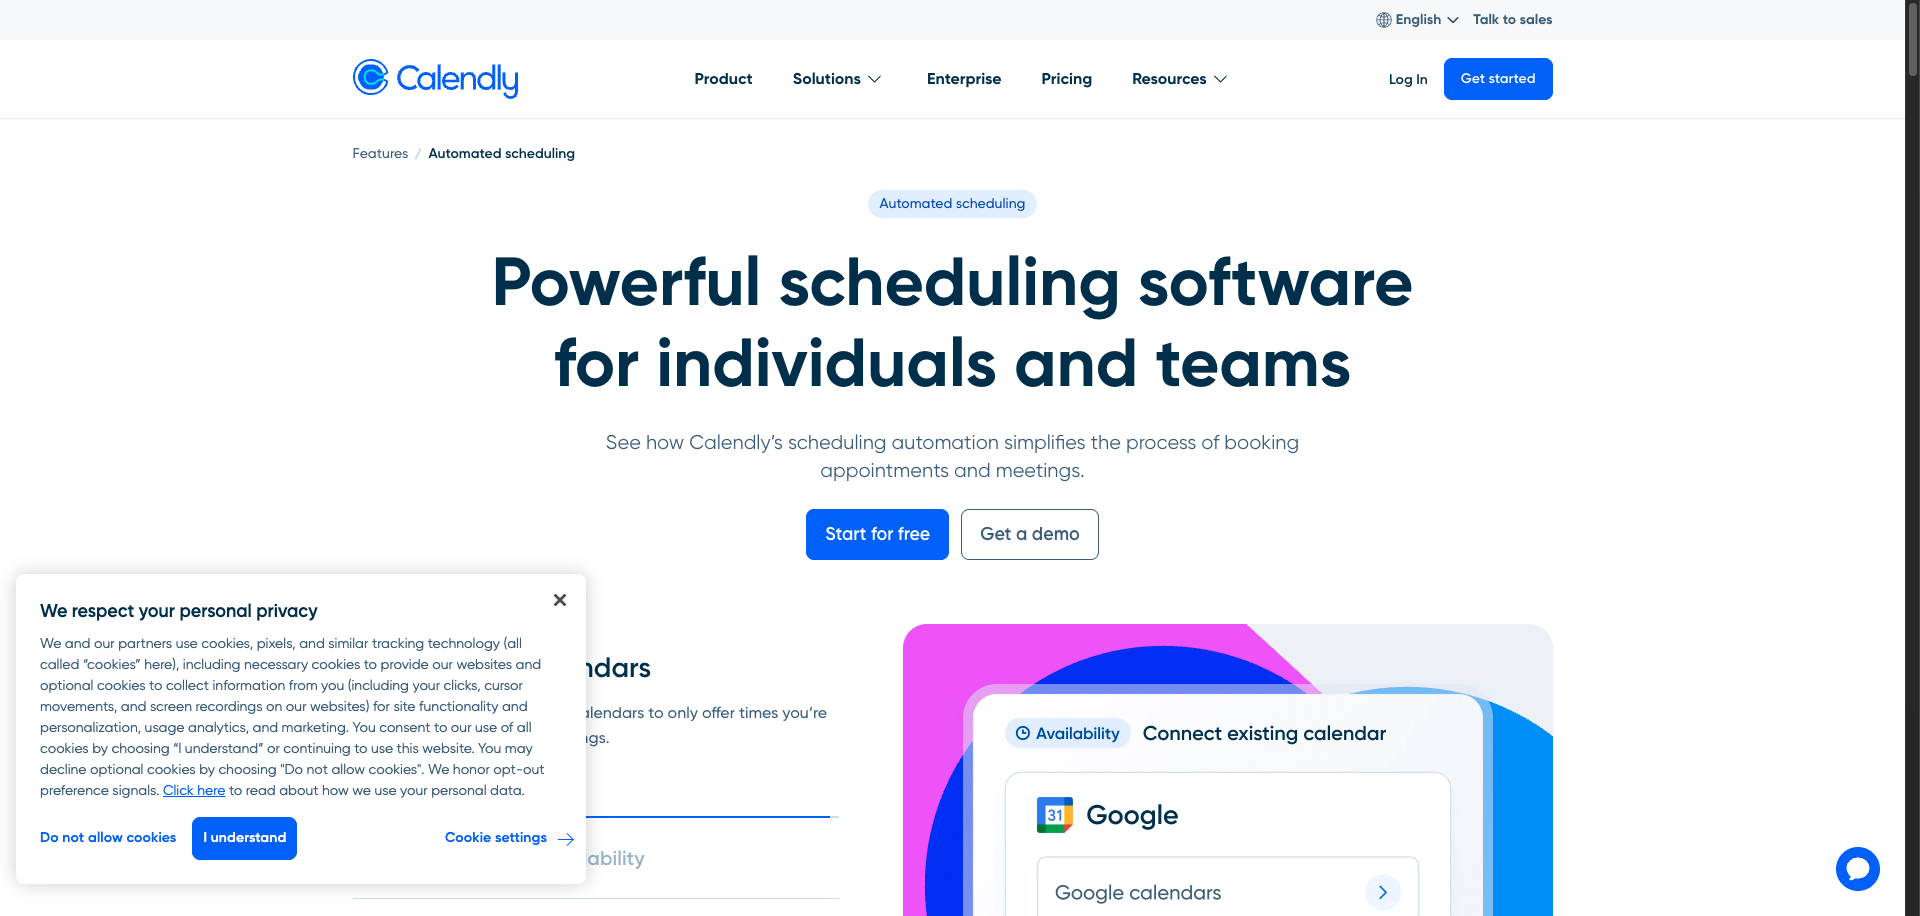 English
Talk to sales
Calendly
Product
Solutions
Enterprise
Pricing
Resources
Log In
Get started
Features / Automated scheduling
Automated scheduling
Powerful scheduling software
for individuals and teams
See how Calendly’s scheduling automation simplifies the process of booking
appointments and meetings.
Start for free
Get a demo
We respect your personal privacy
We and our partners use cookies, pixels, and similar tracking technology (all
called “cookies” here), including necessary cookies to provide our websites and
optional cookies to collect information from you (including your clicks, cursor
movements, and screen recordings on our websites) for site functionality and
personalization, usage analytics, and marketing. You consent to our use of all
cookies by choosing “I understand” or continuing to use this website. You may
decline optional cookies by choosing "Do not allow cookies". We honor opt-out
preference signals. Click here to read about how we use your personal data.
Do not allow cookies
I understand
Cookie settings
ndars
alendars to only offer times you’re
ngs.
ability
Availability
Connect existing calendar
31
Google
Google calendars